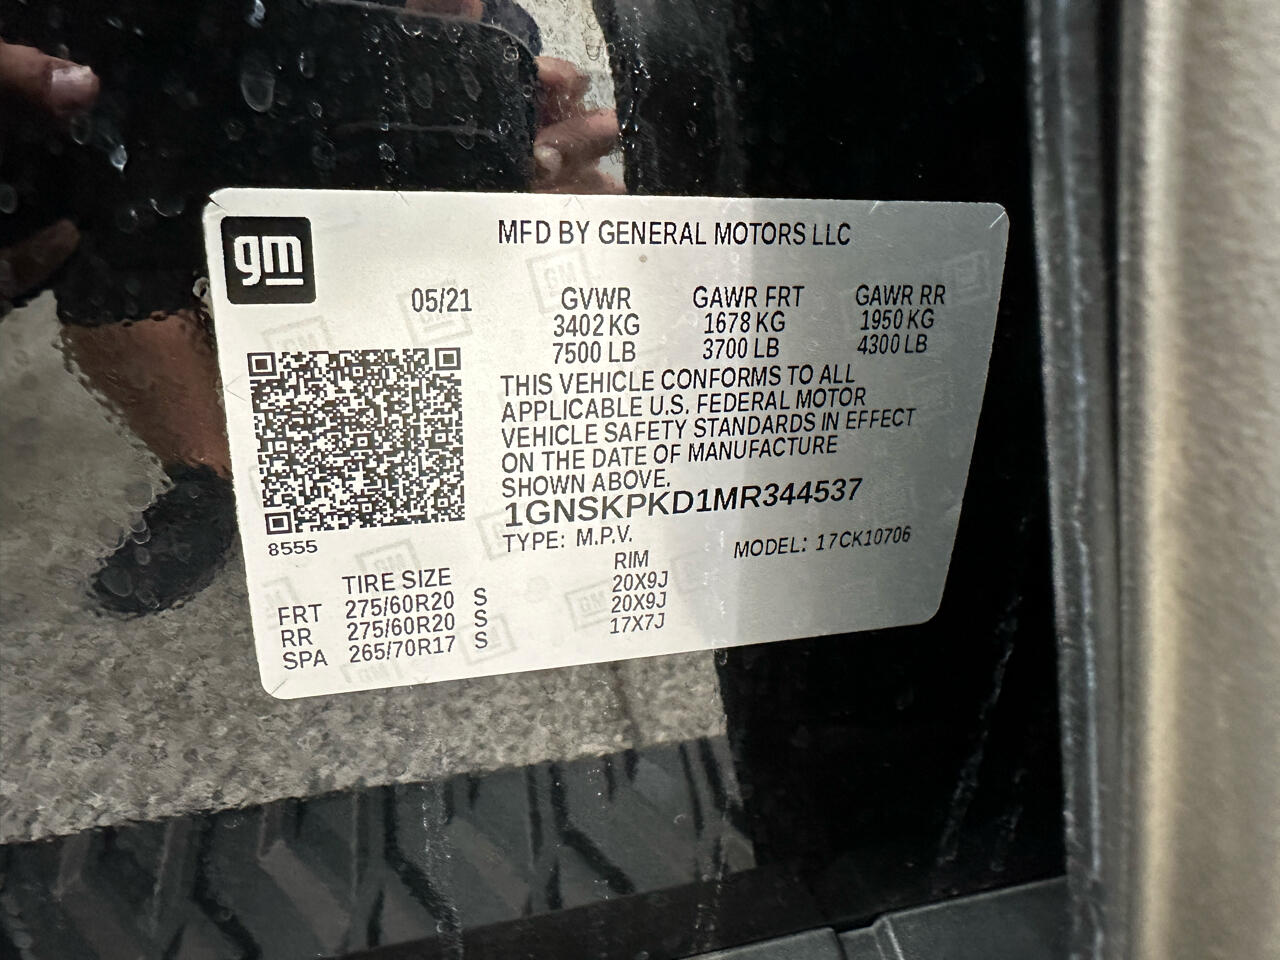 gm
MFD BY GENERAL MOTORS LLC
05/21
GVWR GAWR FRT GAWR RR
3402 KG 1678 KG 1950 KG
7500 LB 3700 LB 4300 LB
THIS VEHICLE CONFORMS TO ALL
APPLICABLE U.S. FEDERAL MOTOR
VEHICLE SAFETY STANDARDS IN EFFECT
ON THE DATE OF MANUFACTURE
SHOWN ABOVE.
1GNSKPKD1MR344537
8555
TYPE: M.P.V. MODEL: 17CK10706
TIRE SIZE RIM
FRT 275/60R20 S 20X9J
RR 275/60R20 S 20X9J
SPA 265/70R17 S 17X7J